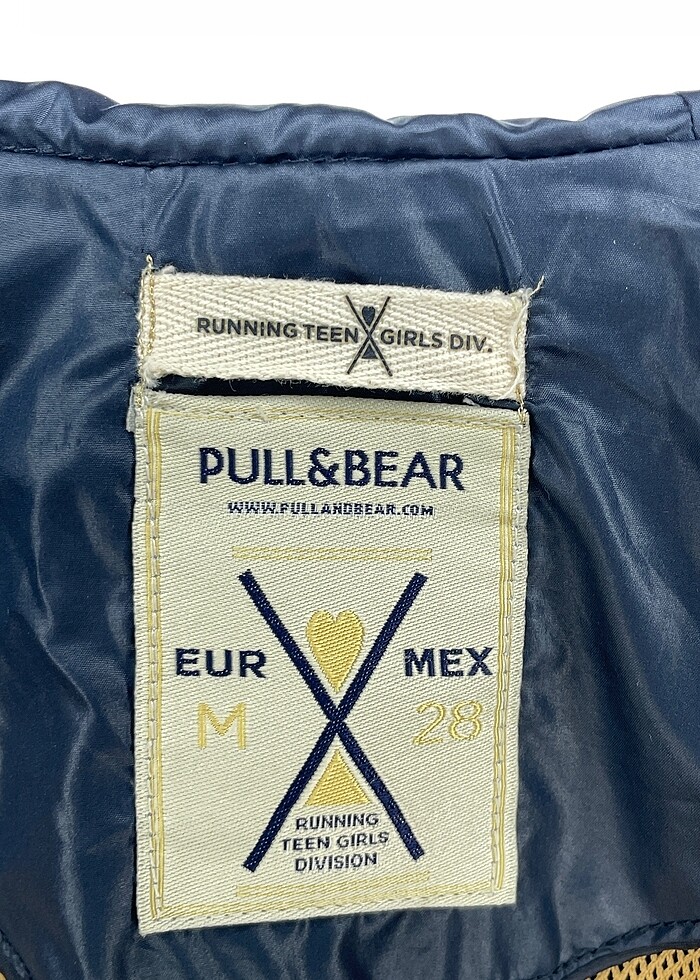 RUNNING TEEN GIRLS DIV.
PULL&BEAR
WWW.PULLANDBEAR.COM
EUR MEX
M 28
RUNNING
TEEN GIRLS
DIVISION